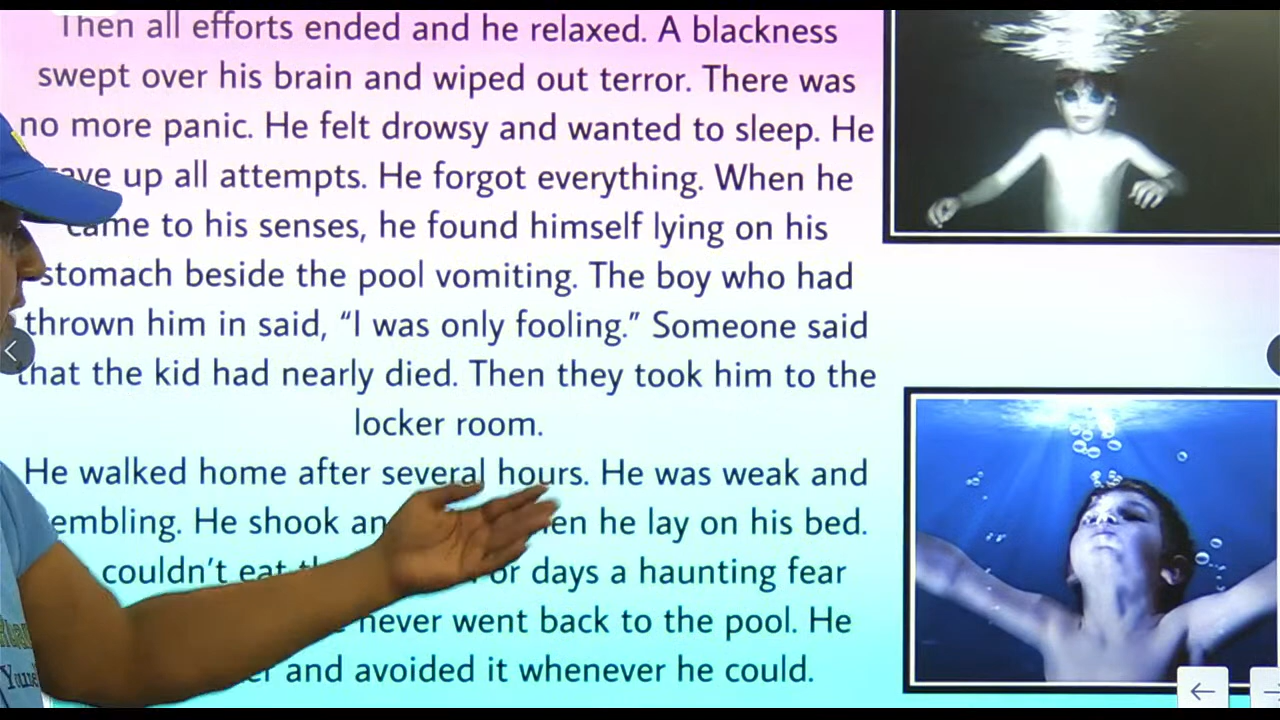 Then all efforts ended and he relaxed. A blackness
swept over his brain and wiped out terror. There was
no more panic. He felt drowsy and wanted to sleep. He
up all attempts. He forgot everything. When he
came to his senses, he found himself lying on his
stomach beside the pool vomiting. The boy who had
thrown him in said, “I was only fooling.” Someone said
that the kid had nearly died. Then they took him to the
locker room.
He walked home after several hours. He was weak and
He shook he lay on his bed.
couldn’t eat days a haunting fear
never went back to the pool. He
and avoided it whenever he could.